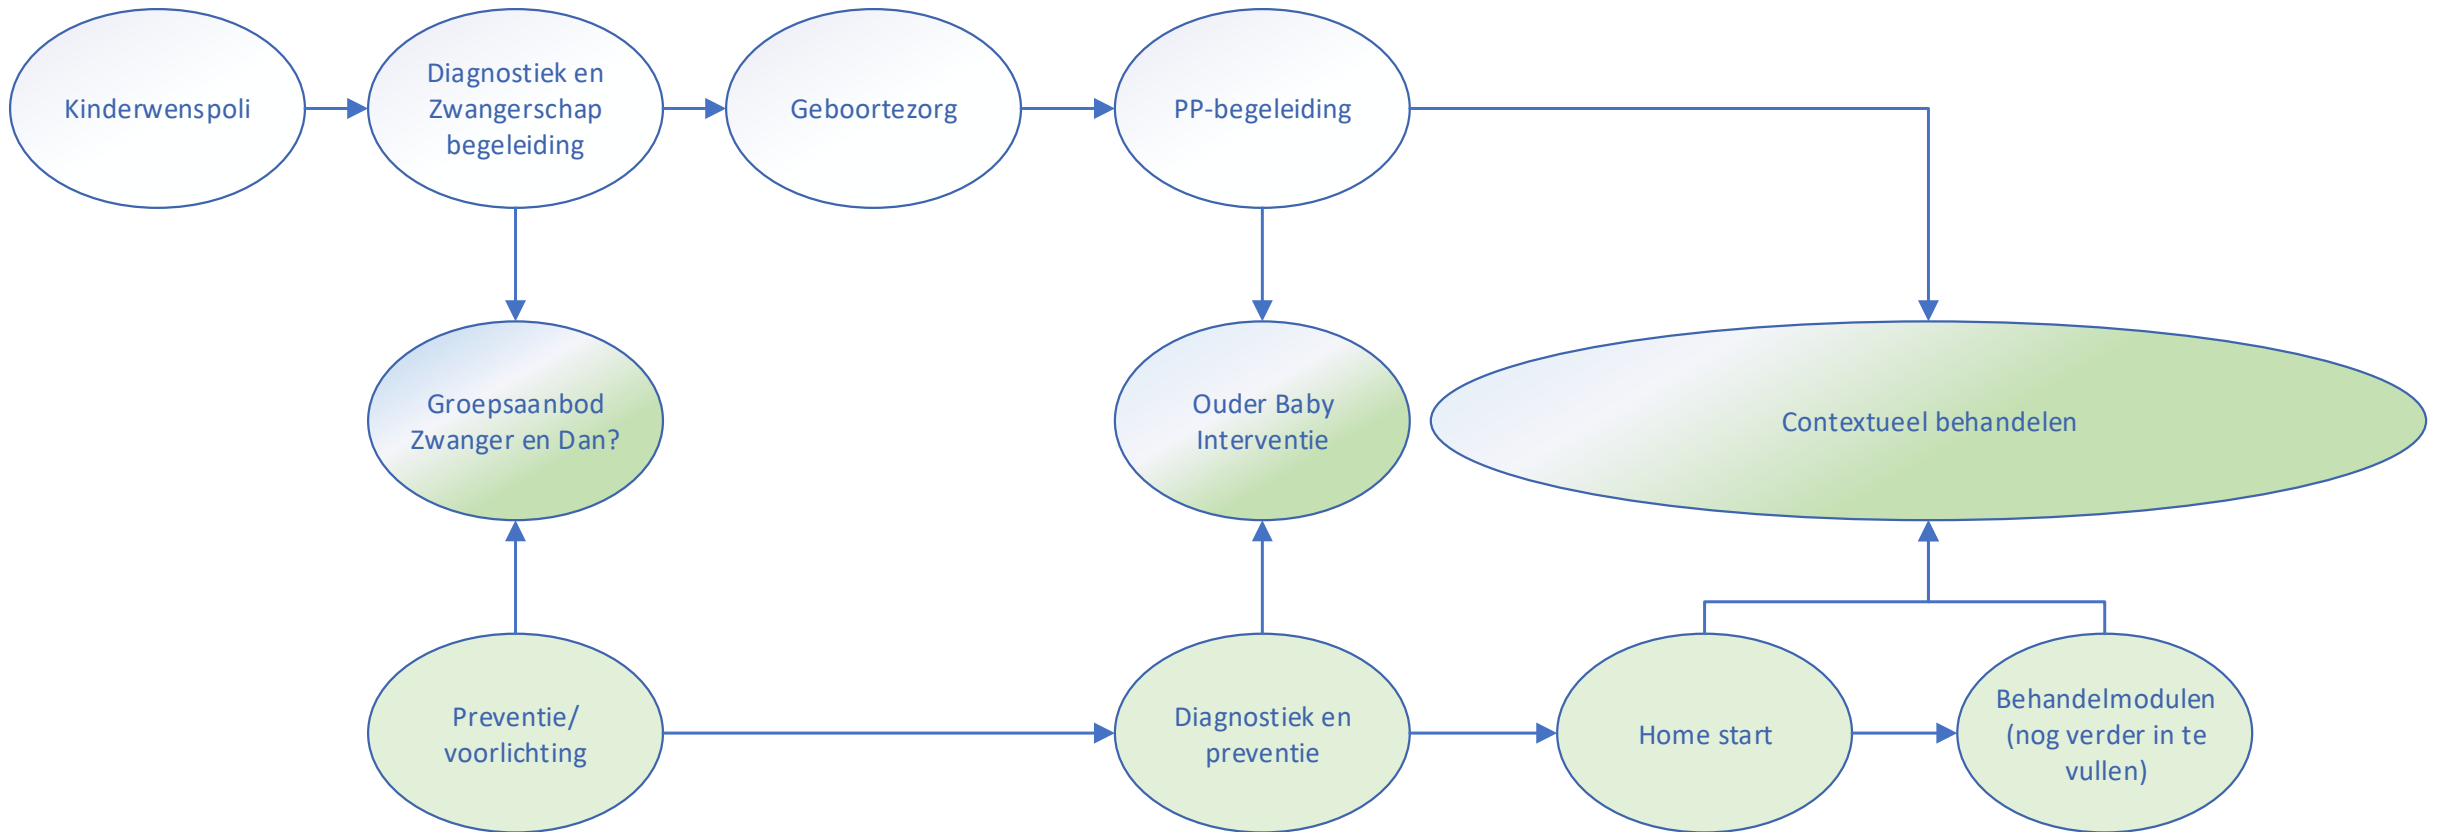 Kinderwenspoli
Diagnostiek en
Zwangerschap
begeleiding
Geboortezorg
PP-begeleiding
Groepsaanbod
Zwanger en Dan?
Ouder Baby
Interventie
Contextueel behandelen
Preventie/
voorlichting
Diagnostiek en
preventie
Home start
Behandelmodulen
(nog verder in te
vullen)